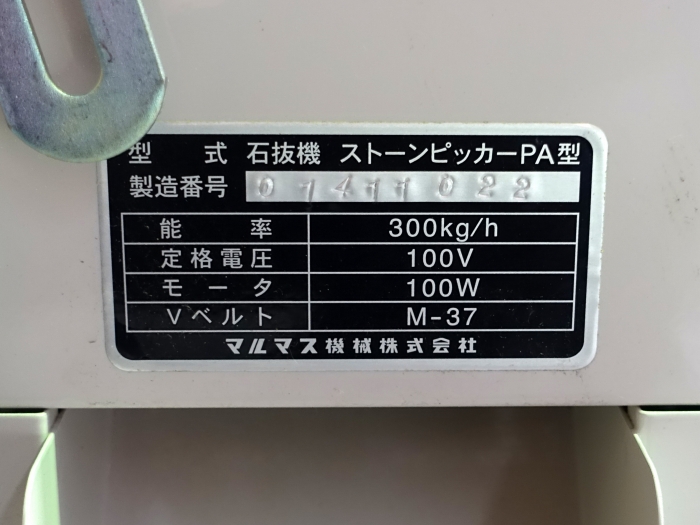 型式 石抜機 ストーンピッカーPA型
製造番号 01411022
能率 300kg/h
定格電圧 100V
モータ 100W
Vベルト M-37
マルマス機械株式会社